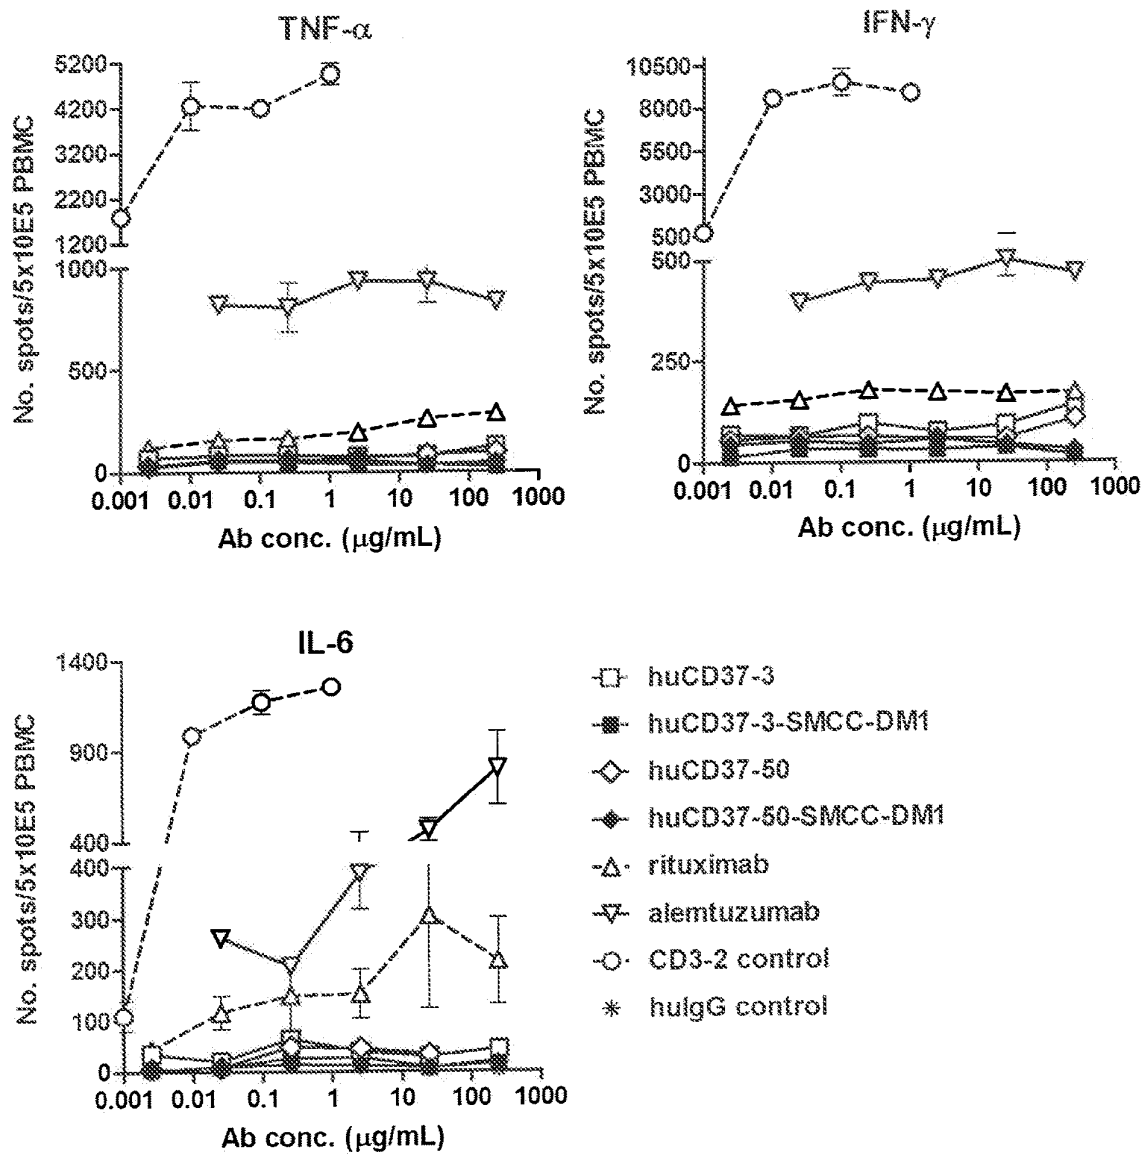 TNF-α
No. spots/5x10E5 PBMC
5200
4200
3200
2200
1200
1000
500
0
0.001 0.01 0.1 1 10 100 1000
Ab conc. (μg/mL)
IFN-γ
No. spots/5x10E5 PBMC
10500
8000
5500
3000
500
500
250
0
0.001 0.01 0.1 1 10 100 1000
Ab conc. (μg/mL)
IL-6
No. spots/5x10E5 PBMC
1400
900
400
400
300
200
100
0
0.001 0.01 0.1 1 10 100 1000
Ab conc. (μg/mL)
huCD37-3
huCD37-3-SMCC-DM1
huCD37-50
huCD37-50-SMCC-DM1
rituximab
alemtuzumab
CD3-2 control
huIgG control